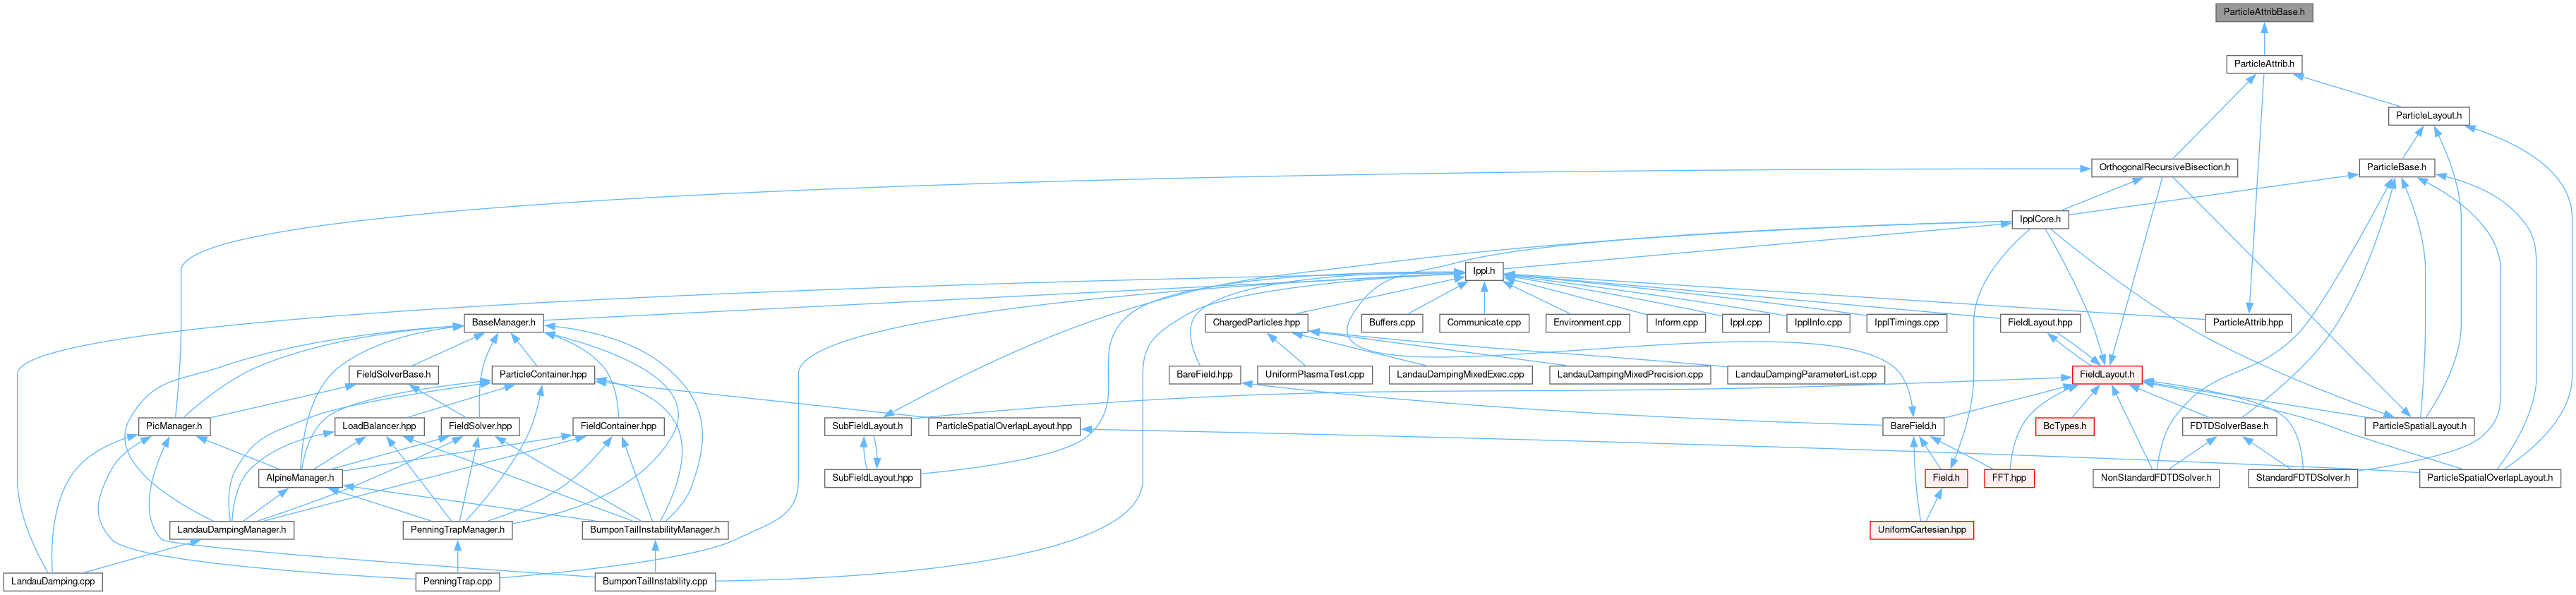 ParticleAttribBase.h
ParticleAttrib.h
ParticleLayout.h
OrthogonalRecursiveBisection.h
ParticleBase.h
IpplCore.h
Ippl.h
BaseManager.h
ChargedParticles.hpp
Buffers.cpp
Communicate.cpp
Environment.cpp
Inform.cpp
Ippl.cpp
IpplInfo.cpp
IpplTimings.cpp
FieldLayout.hpp
ParticleAttrib.hpp
FieldSolverBase.h
ParticleContainer.hpp
BareField.hpp
UniformPlasmaTest.cpp
LandauDampingMixedExec.cpp
LandauDampingMixedPrecision.cpp
LandauDampingParameterList.cpp
FieldLayout.h
PicManager.h
LoadBalancer.hpp
FieldSolver.hpp
FieldContainer.hpp
SubFieldLayout.h
ParticleSpatialOverlapLayout.hpp
BareField.h
BcTypes.h
FDTDSolverBase.h
ParticleSpatialLayout.h
AlpineManager.h
SubFieldLayout.hpp
Field.h
FFT.hpp
NonStandardFDTDSolver.h
StandardFDTDSolver.h
ParticleSpatialOverlapLayout.h
LandauDampingManager.h
PenningTrapManager.h
BumponTailInstabilityManager.h
UniformCartesian.hpp
LandauDamping.cpp
PenningTrap.cpp
BumponTailInstability.cpp